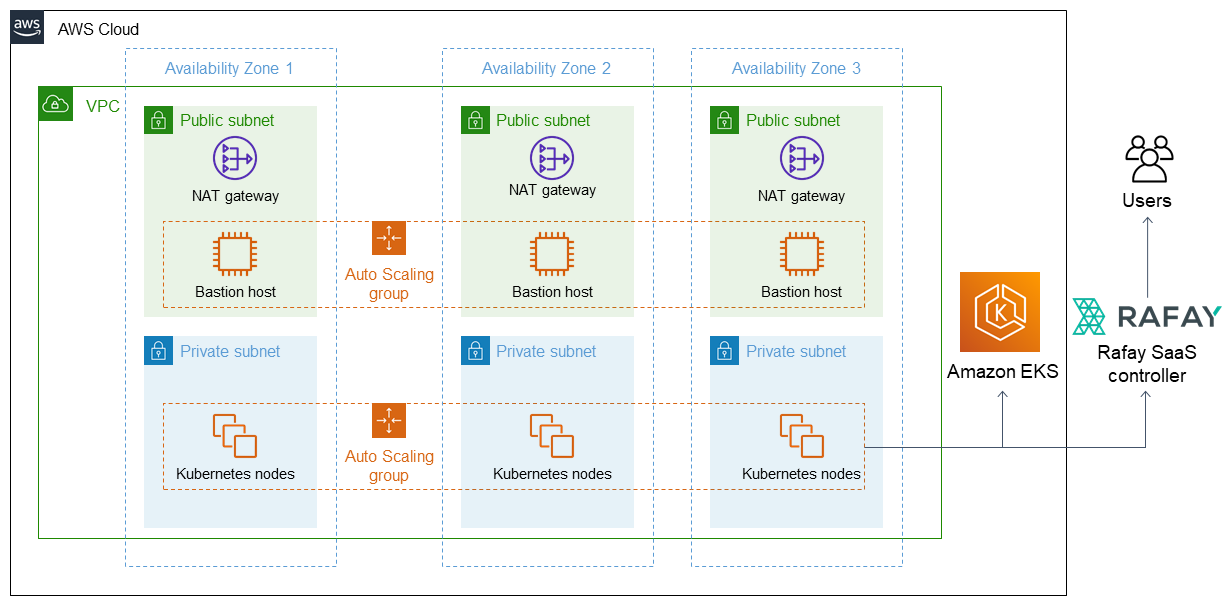 aws
AWS Cloud
Availability Zone 1
Availability Zone 2
Availability Zone 3
VPC
Public subnet
Public subnet
Public subnet
NAT gateway
NAT gateway
NAT gateway
Bastion host
Auto Scaling
group
Bastion host
Bastion host
Private subnet
Private subnet
Private subnet
Kubernetes nodes
Auto Scaling
group
Kubernetes nodes
Kubernetes nodes
K
Amazon EKS
Users
RAFAY
Rafay SaaS
controller